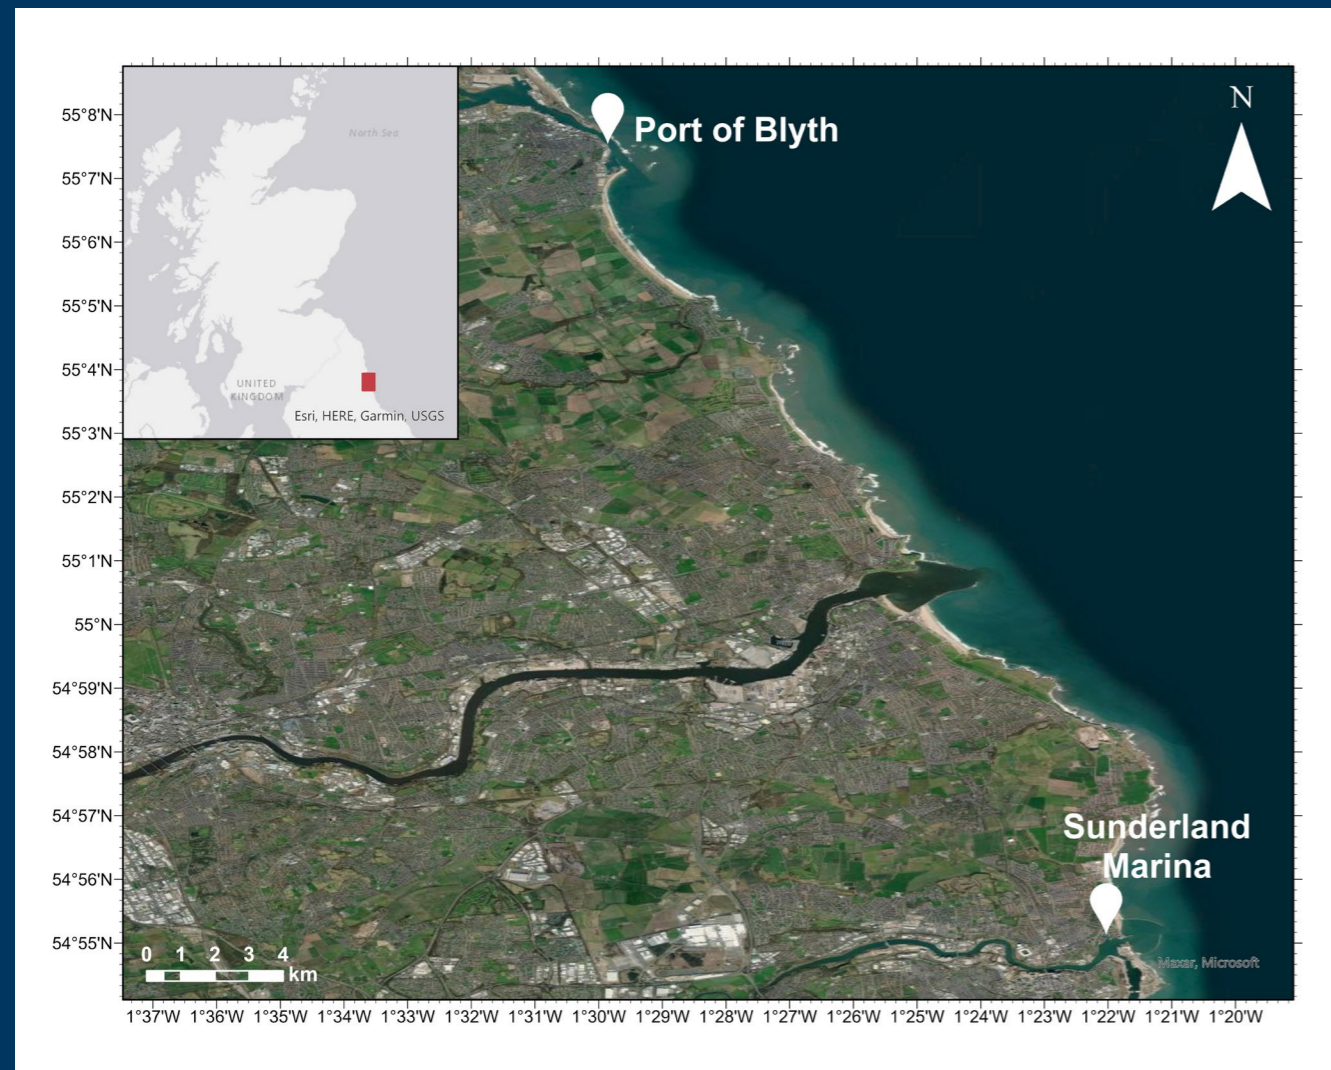 North Sea
UNITED
KINGDOM
Esri, HERE, Garmin, USGS
Port of Blyth
N
55°8'N
55°7'N
55°6'N
55°5'N
55°4'N
55°3'N
55°2'N
55°1'N
55°N
54°59'N
54°58'N
54°57'N
54°56'N
54°55'N
Sunderland
Marina
Maxar, Microsoft
0 1 2 3 4
km
1°37'W 1°36'W 1°35'W 1°34'W 1°33'W 1°32'W 1°31'W 1°30'W 1°29'W 1°28'W 1°27'W 1°26'W 1°25'W 1°24'W 1°23'W 1°22'W 1°21'W 1°20'W